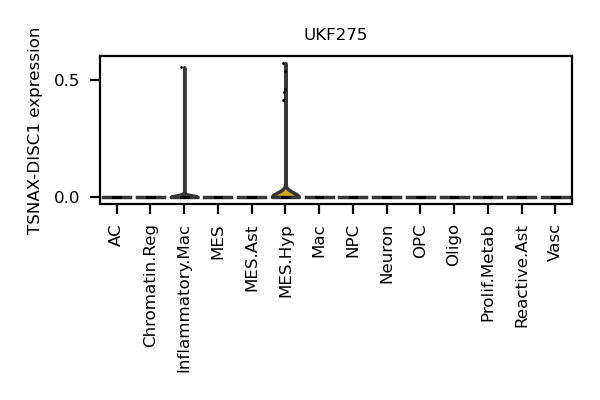 UKF275
TSNAX-DISC1 expression
0.5
0.0
AC
Chromatin.Reg
Inflammatory.Mac
MES
MES.Ast
MES.Hyp
Mac
NPC
Neuron
OPC
Oligo
Prolif.Metab
Reactive.Ast
Vasc